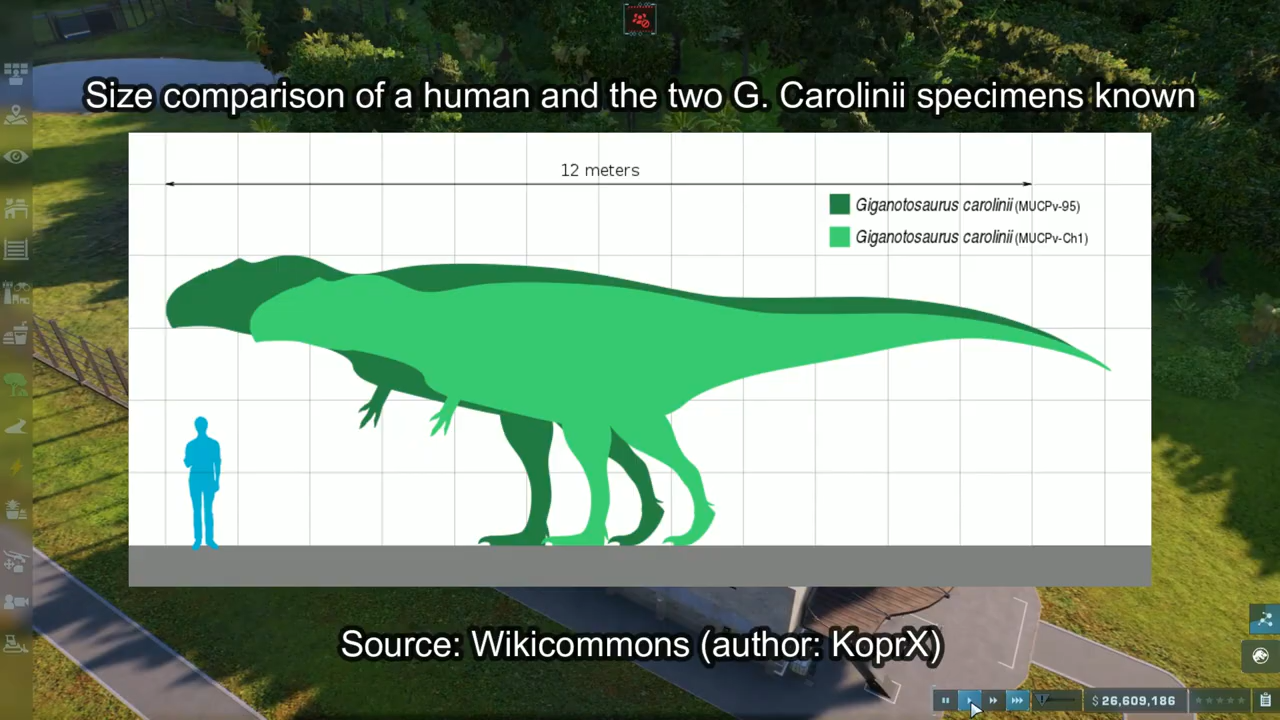 Size comparison of a human and the two G. Carolinii specimens known
12 meters
Giganotosaurus carolinii (MUCPv-95)
Giganotosaurus carolinii (MUCPv-Ch1)
Source: Wikicommons (author: KoprX)
$ 26,609,186